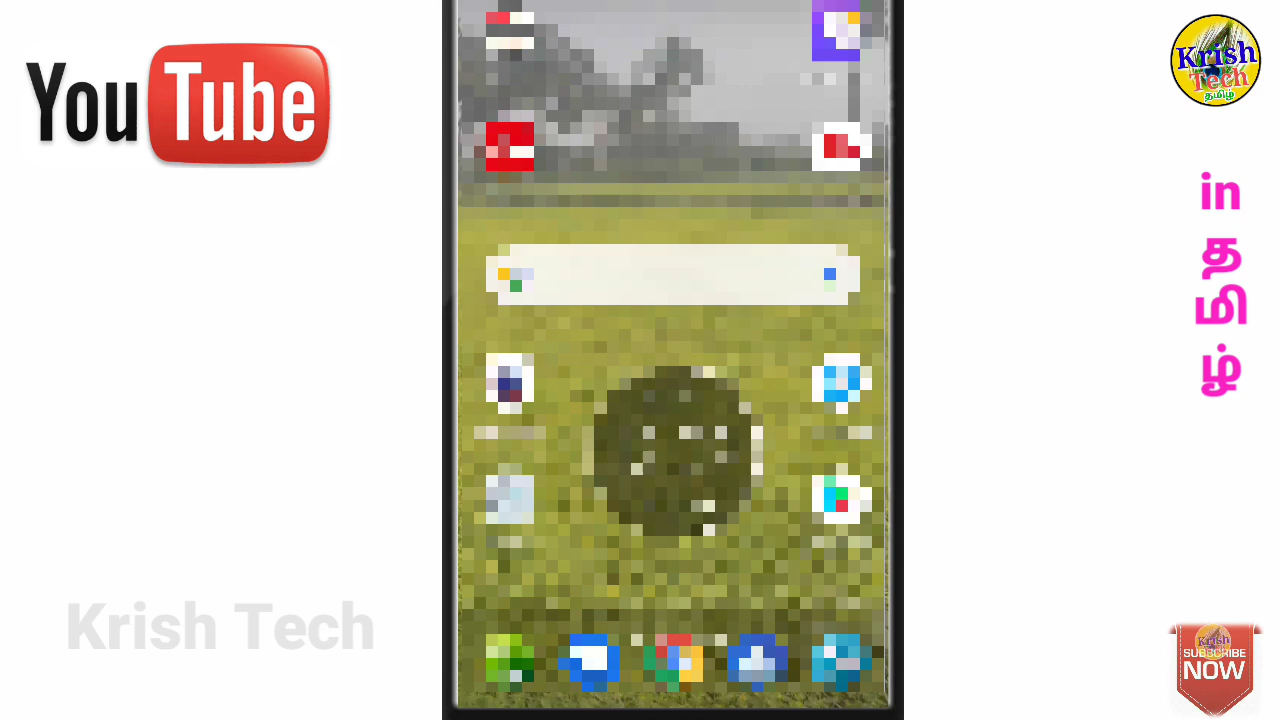 YouTube
Krish
Tech
தமிழ்
in
த
மி
ழ்
Krish Tech
Krish
SUBSCRIBE
NOW